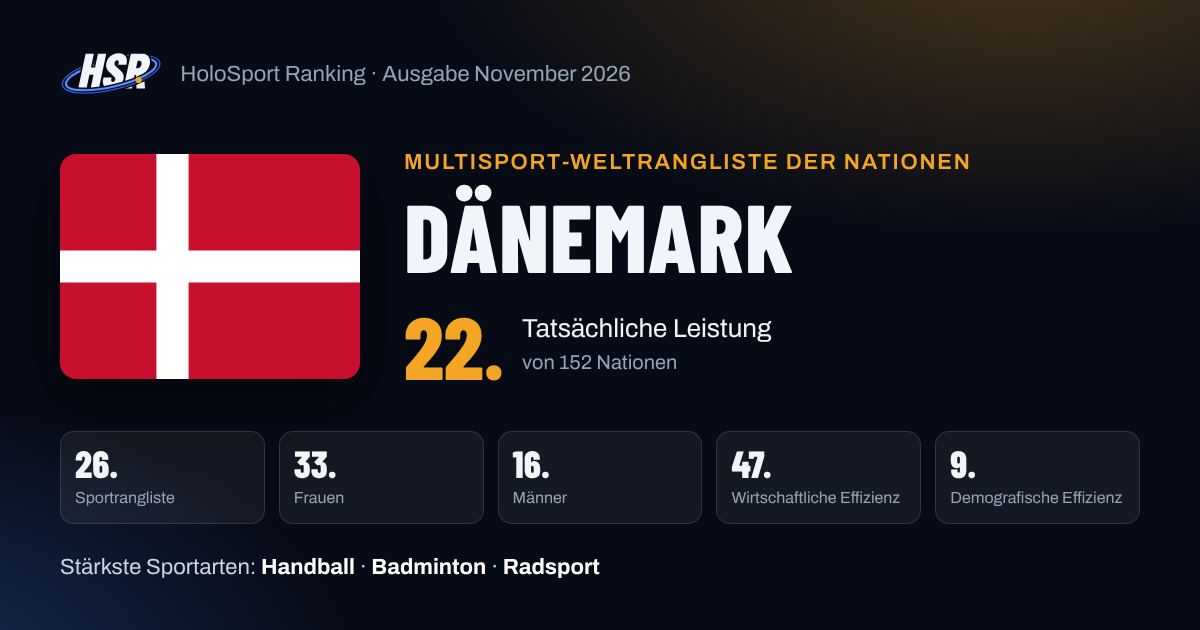 HSR HoloSport Ranking · Ausgabe November 2026
MULTISPORT-WELTRANGLISTE DER NATIONEN
DÄNEMARK
22. Tatsächliche Leistung
von 152 Nationen
26. 33. 16. 47. 9.
Sportrangliste Frauen Männer Wirtschaftliche Effizienz Demografische Effizienz
Stärkste Sportarten: Handball · Badminton · Radsport